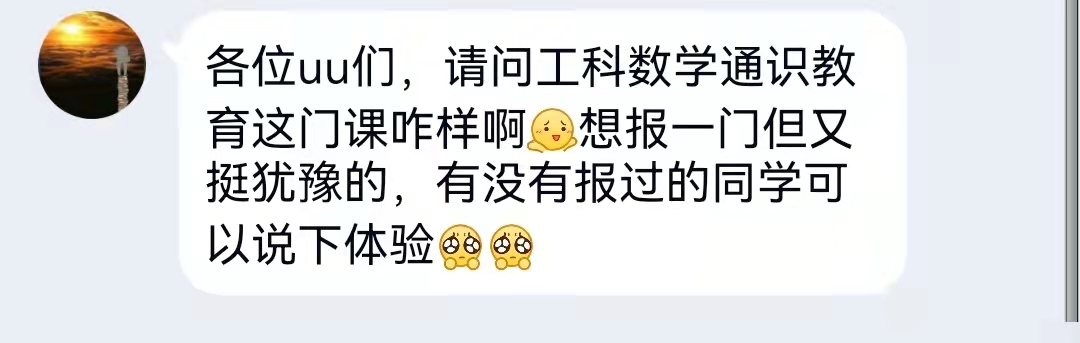 各位uu们，请问工科数学通识教
育这门课咋样啊🥰想报一门但又
挺犹豫的，有没有报过的同学可
以说下体验🥺🥺